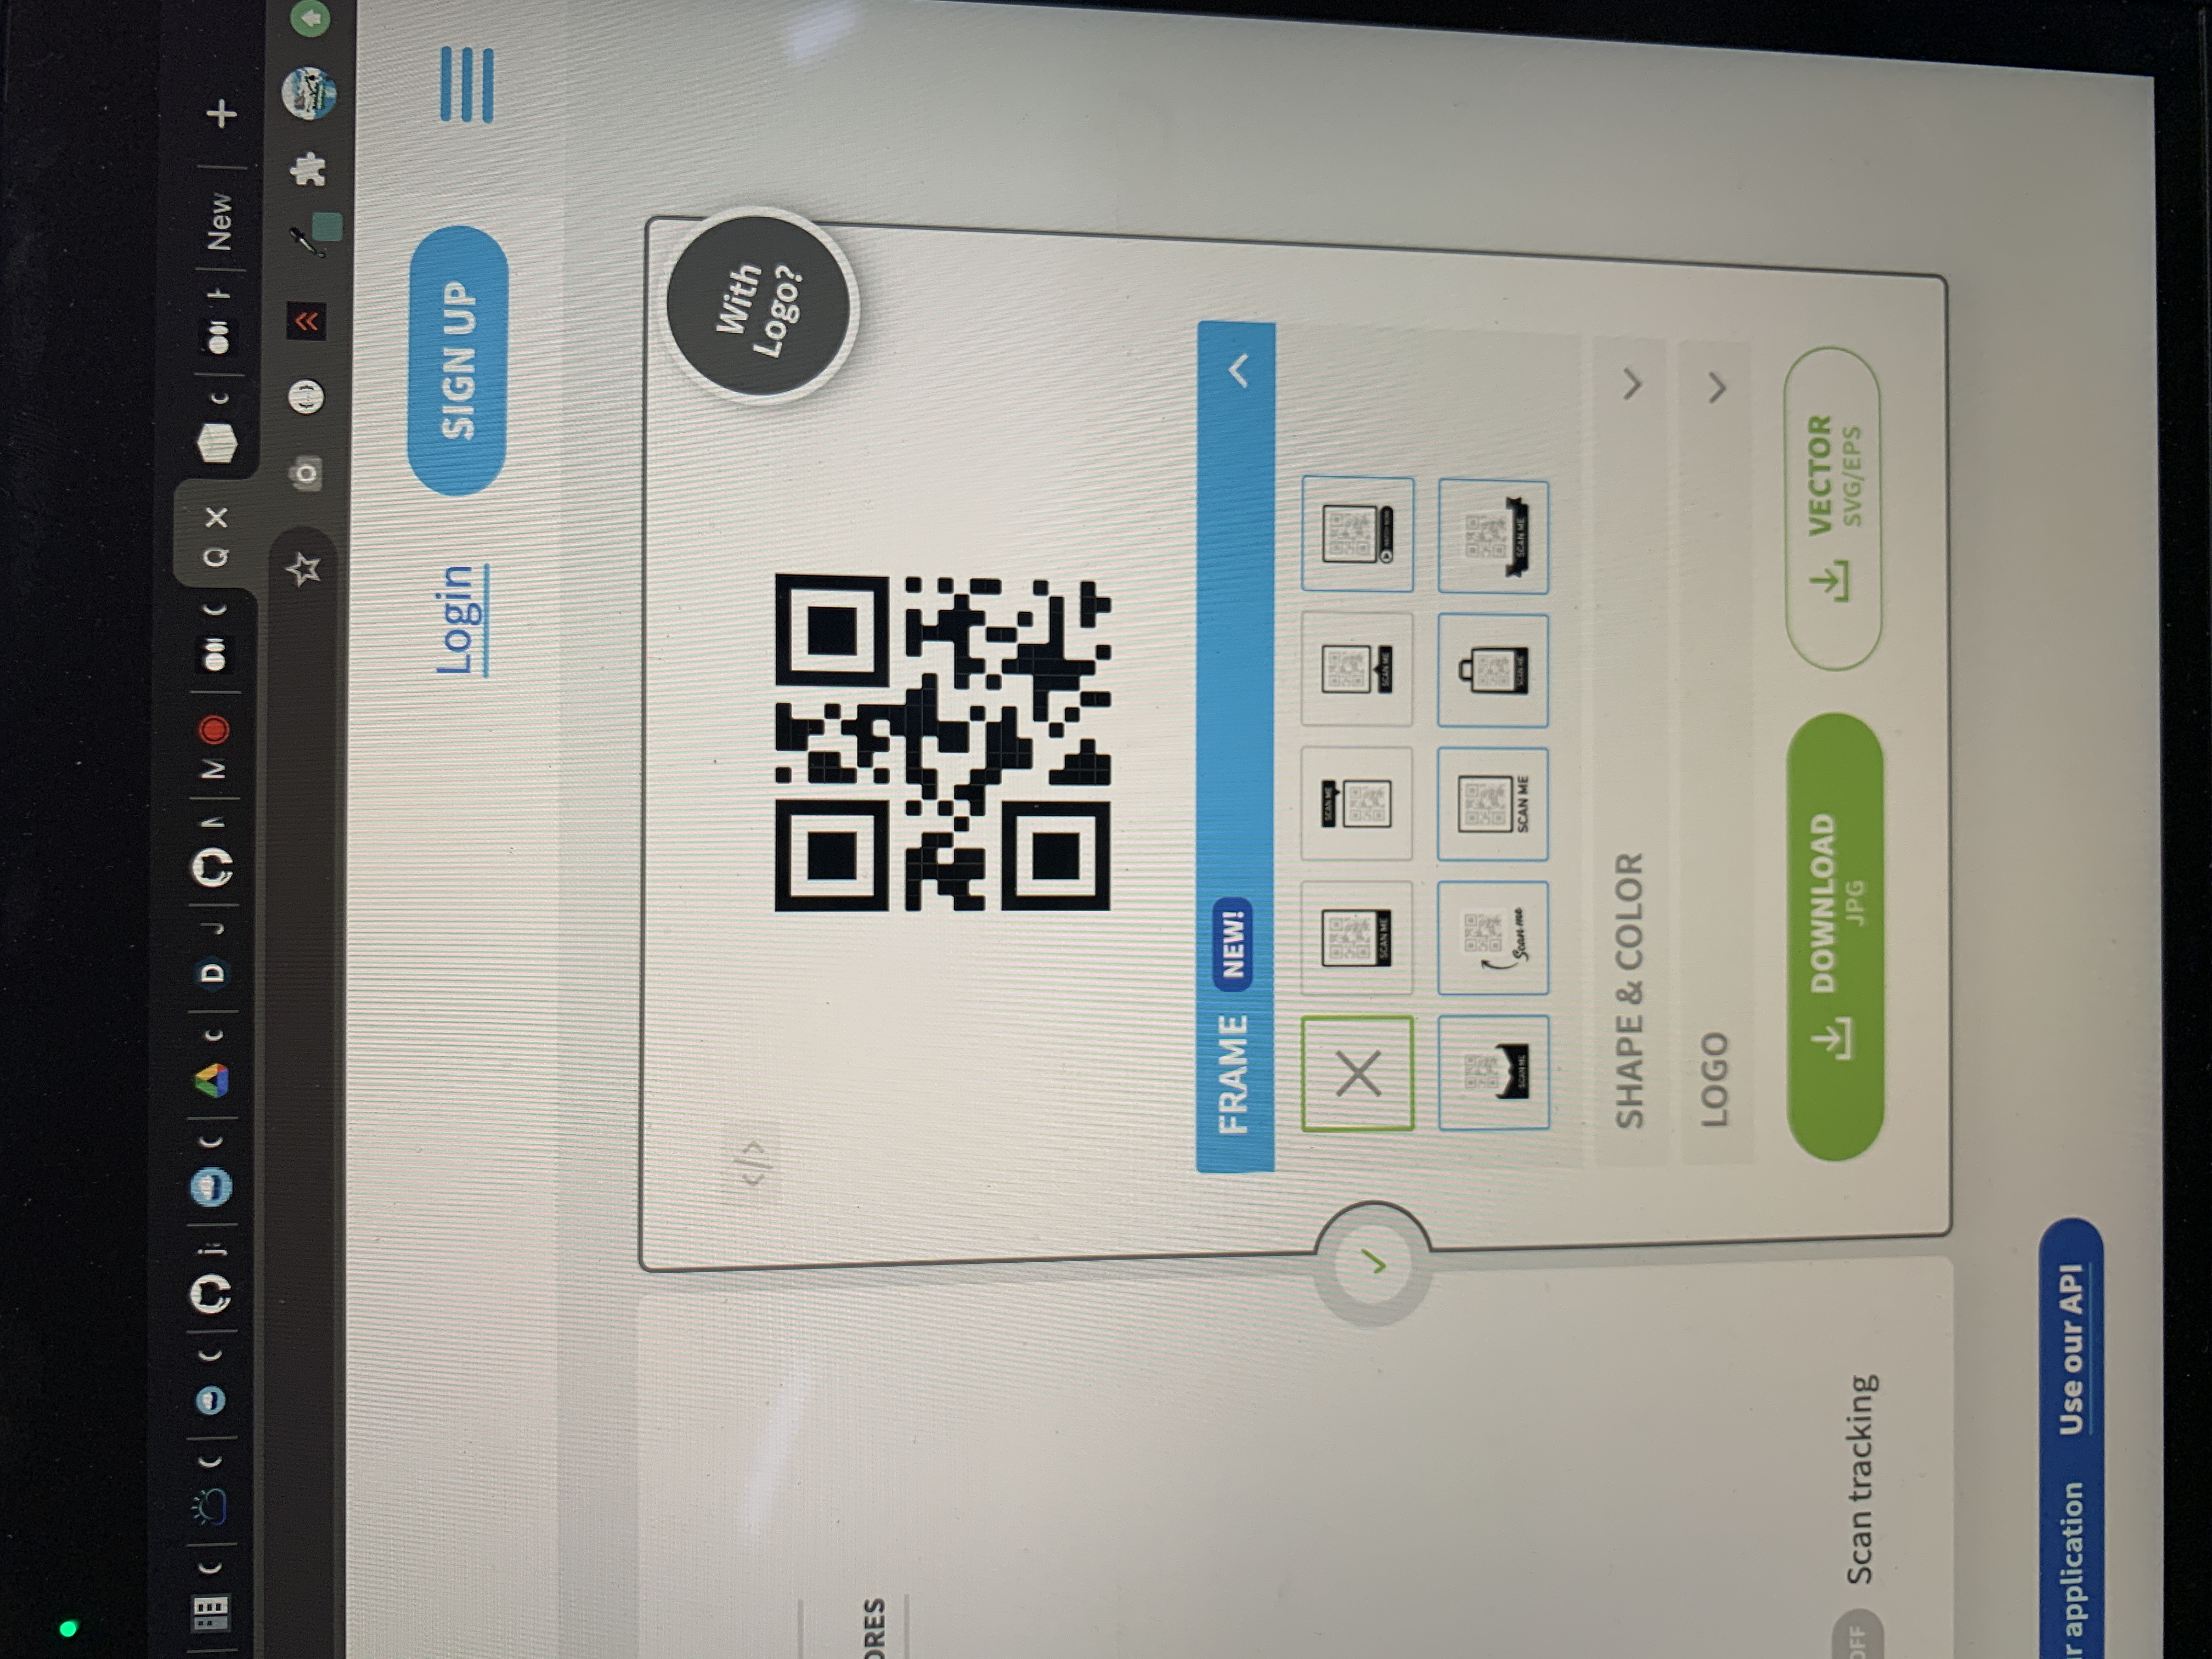 New
Login
SIGN UP
With
Logo?
ORES
FRAME NEW!
SCAN ME
SCAN ME
SCAN ME
WATCH NOW
SCAN ME
Scan me
SCAN ME
SCAN ME
SCAN ME
SHAPE & COLOR
LOGO
DOWNLOAD
JPG
VECTOR
SVG/EPS
OFF Scan tracking
r application Use our API